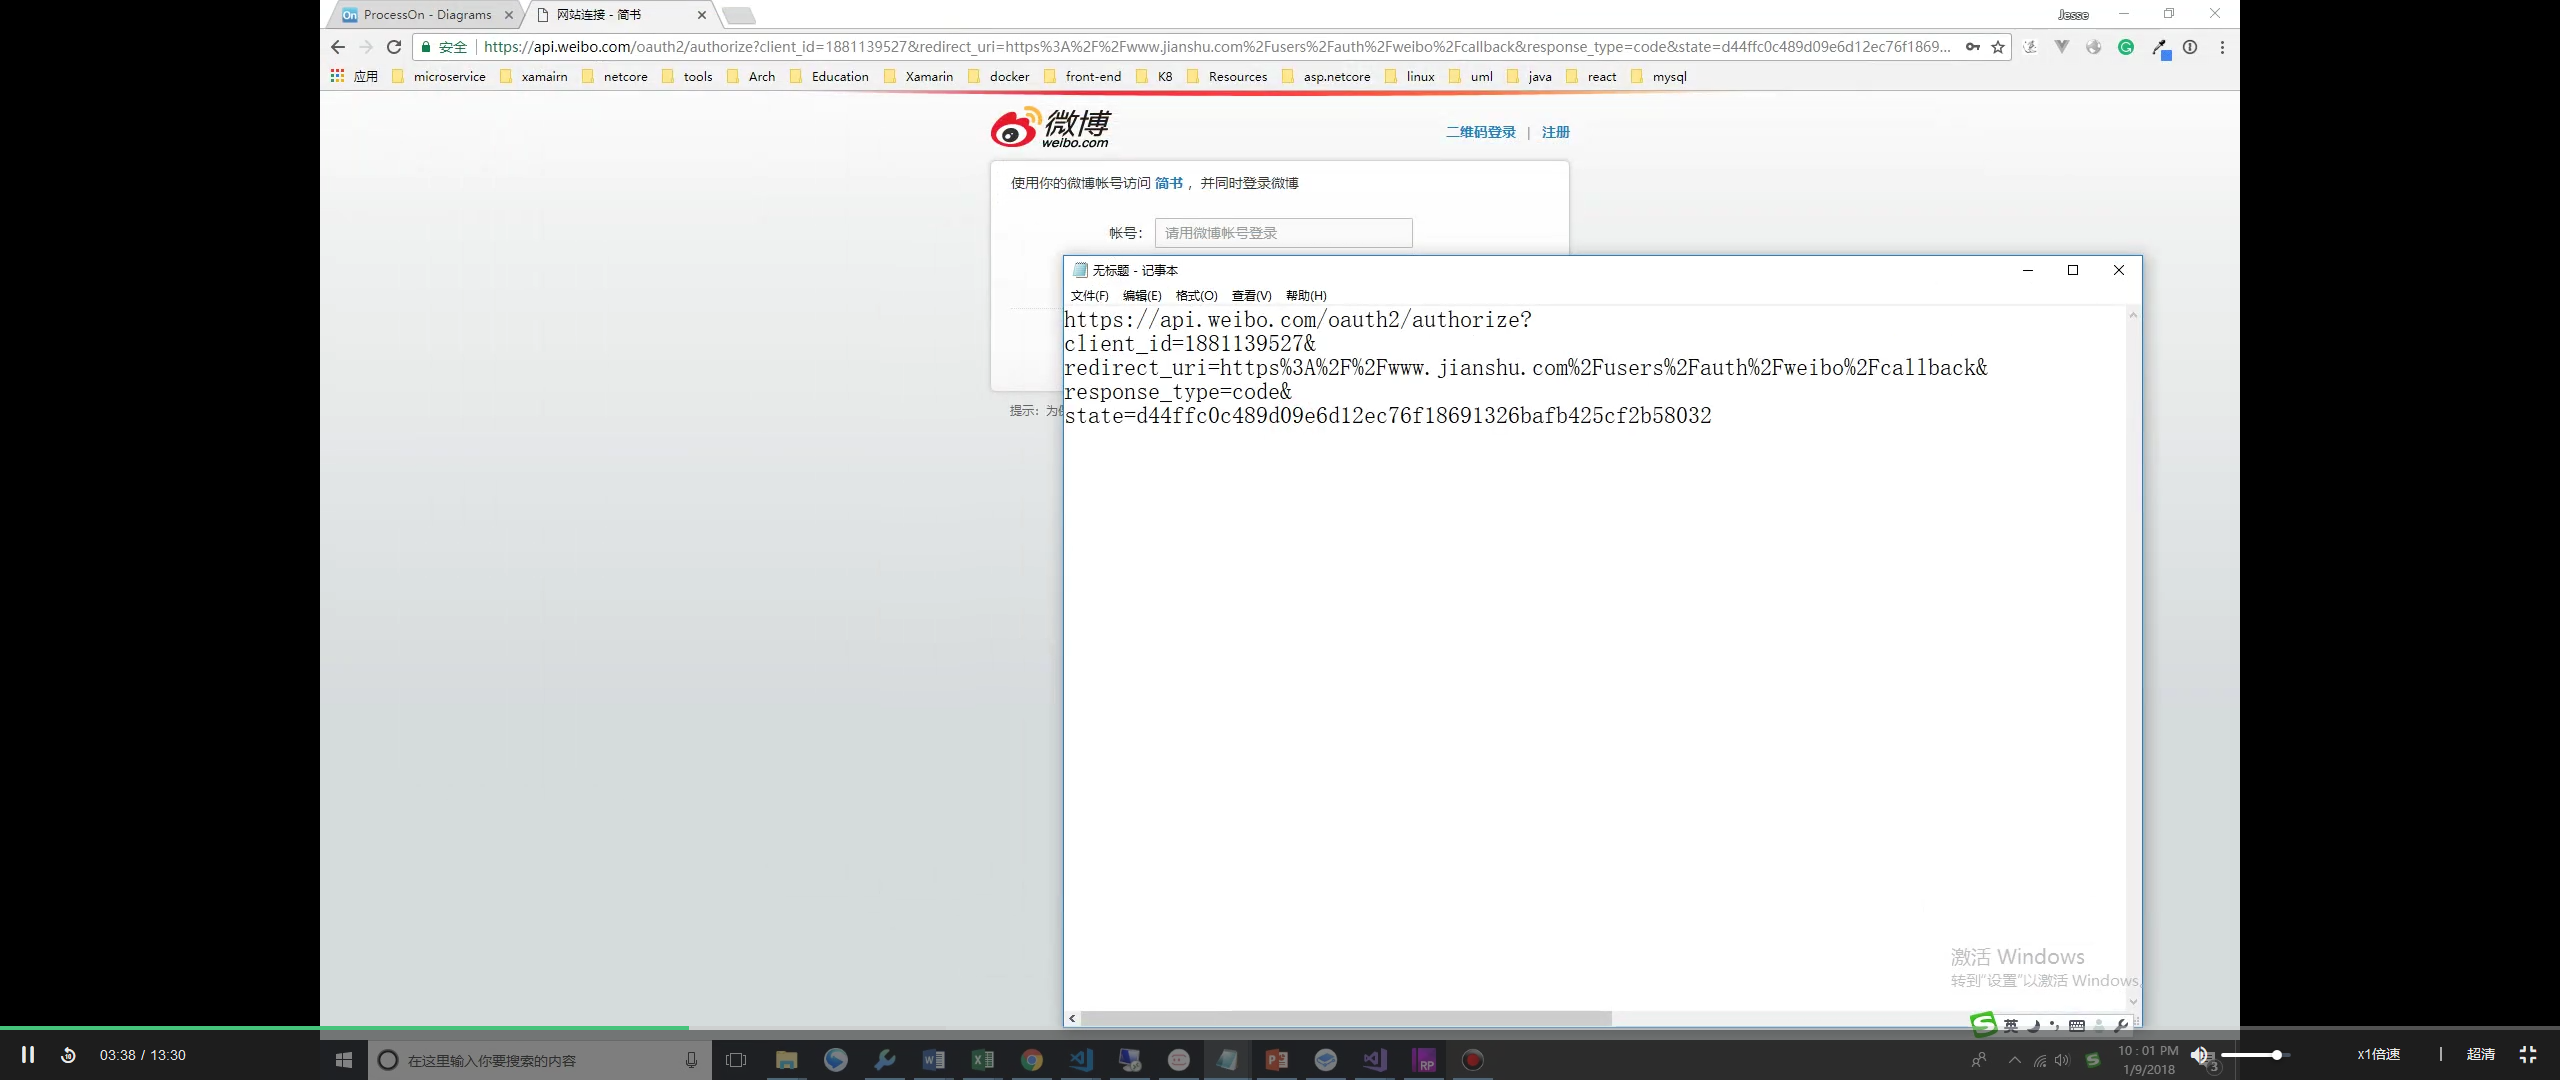 ProcessOn - Diagrams
网站连接 - 简书
Jesse
安全
https://api.weibo.com/oauth2/authorize?client_id=1881139527&redirect_uri=https%3A%2F%2Fwww.jianshu.com%2Fusers%2Fauth%2Fweibo%2Fcallback&response_type=code&state=d44ffc0c489d09e6d12ec76f1869...
应用 microservice xamairn netcore tools Arch Education Xamarin docker front-end K8 Resources asp.netcore linux uml java react mysql
微博
weibo.com
二维码登录 | 注册
使用你的微博帐号访问 简书 ，并同时登录微博
帐号： 请用微博帐号登录
无标题 - 记事本
文件(F) 编辑(E) 格式(O) 查看(V) 帮助(H)
https://api.weibo.com/oauth2/authorize?
client_id=1881139527&
redirect_uri=https%3A%2F%2Fwww.jianshu.com%2Fusers%2Fauth%2Fweibo%2Fcallback&
response_type=code&
state=d44ffc0c489d09e6d12ec76f18691326bafb425cf2b58032
提示：为
激活 Windows
转到“设置”以激活 Windows。
英
03:38 / 13:30
在这里输入你要搜索的内容
RP
10:01 PM
1/9/2018
3
x1倍速 | 超清